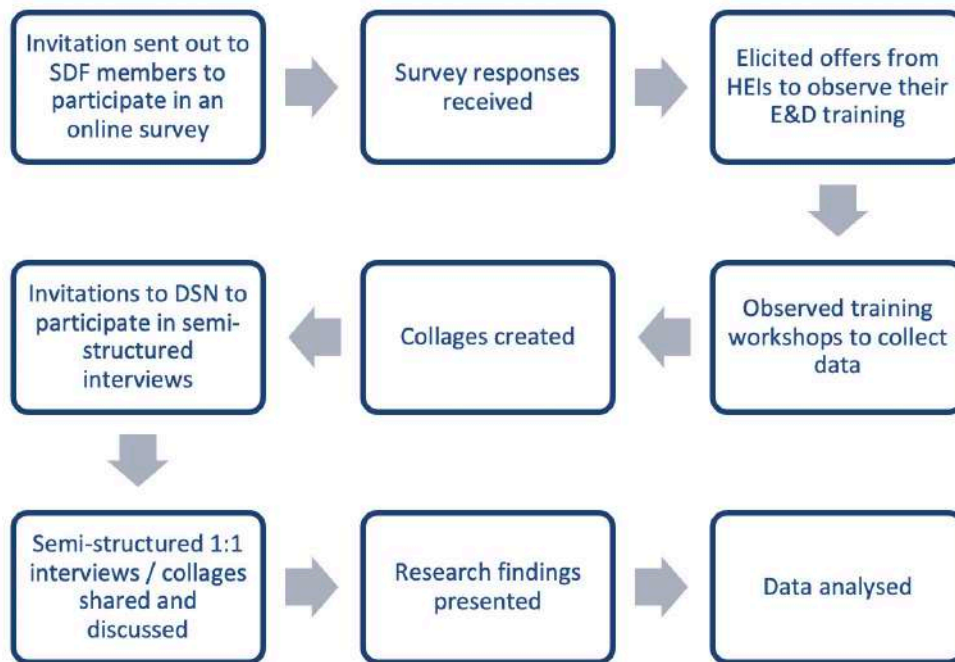 Invitation sent out to
SDF members to
participate in an
online survey
Survey responses
received
Elicited offers from
HEIs to observe their
E&D training
Observed training
workshops to collect
data
Collages created
Invitations to DSN to
participate in semi-
structured
interviews
Semi-structured 1:1
interviews / collages
shared and
discussed
Research findings
presented
Data analysed